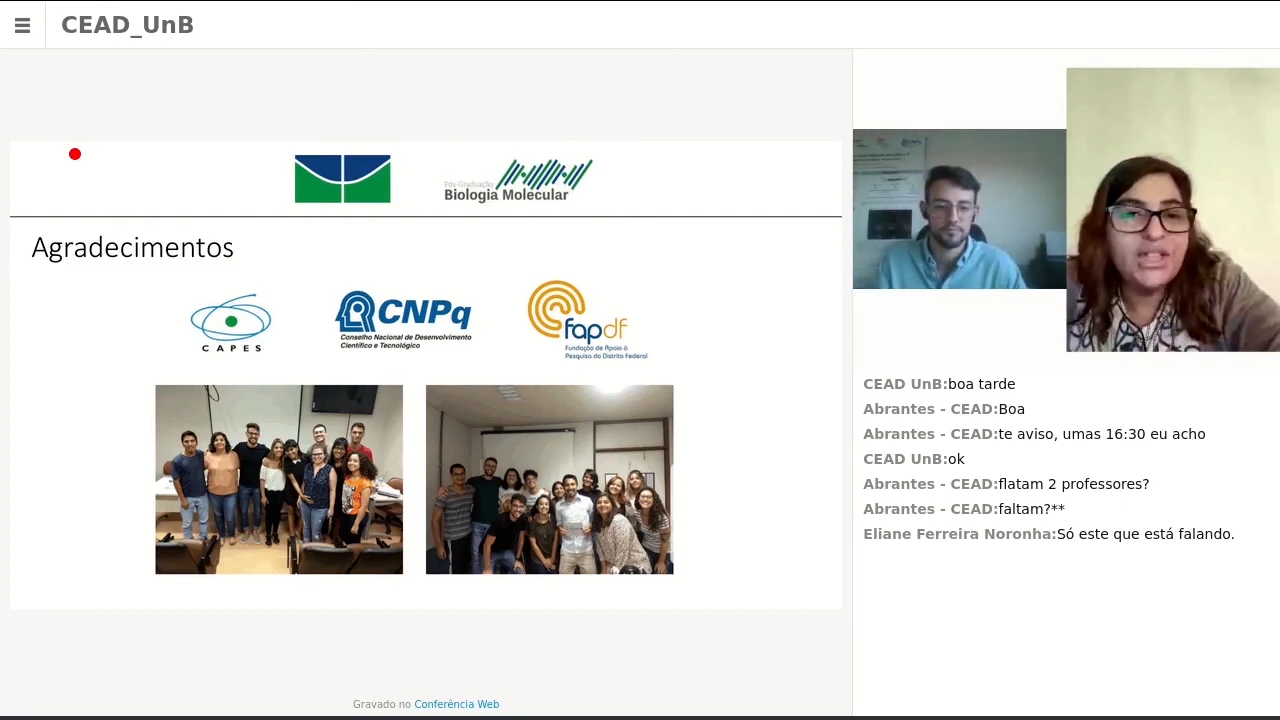 CEAD_UnB
Pós-Graduação
Biologia Molecular
Agradecimentos
CAPES
CNPq
Conselho Nacional de Desenvolvimento
Científico e Tecnológico
fapdf
Fundação de Apoio à
Pesquisa do Distrito Federal
CEAD UnB:boa tarde
Abrantes - CEAD:Boa
Abrantes - CEAD:te aviso, umas 16:30 eu acho
CEAD UnB:ok
Abrantes - CEAD:flatam 2 professores?
Abrantes - CEAD:faltam?**
Eliane Ferreira Noronha:Só este que está falando.
Gravado no Conferência Web